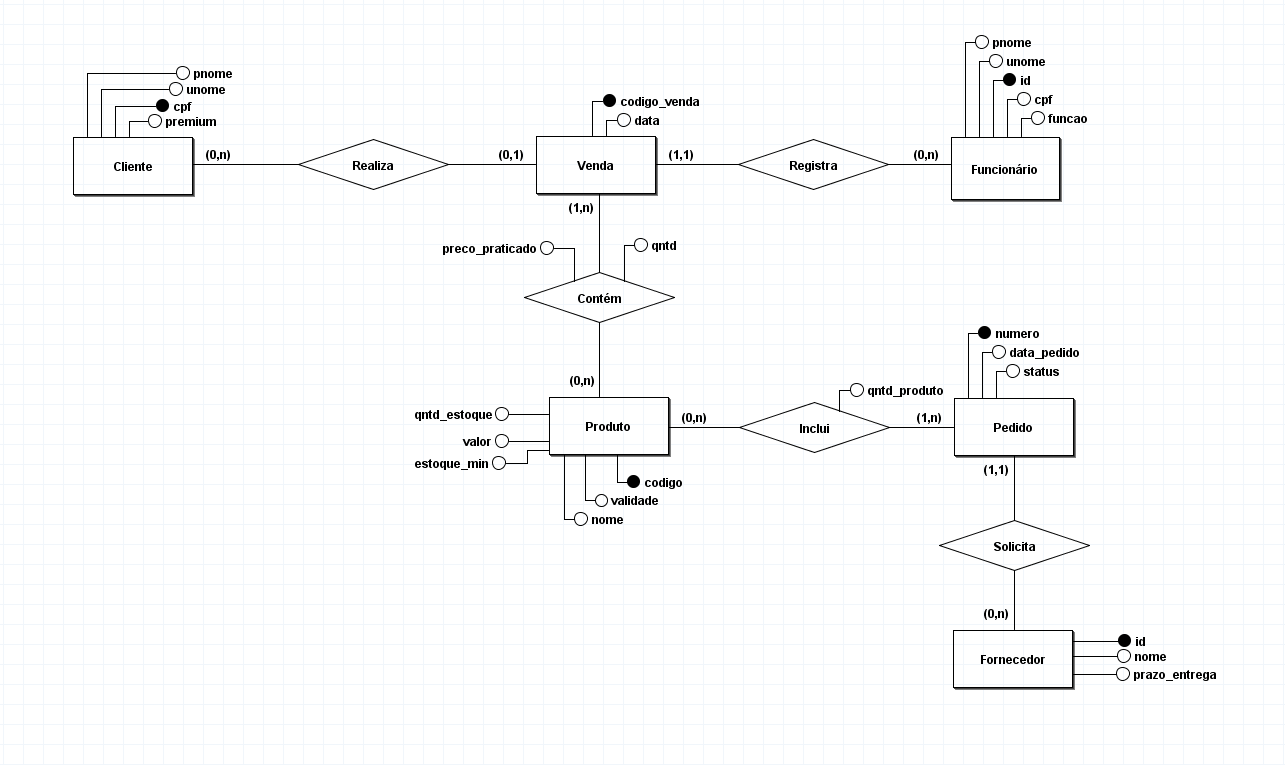 pnome
unome
cpf
premium
Cliente
(0,n)
Realiza
(0,1)
codigo_venda
data
Venda
(1,1)
Registra
(0,n)
pnome
unome
id
cpf
funcao
Funcionário
(1,n)
preco_praticado
qntd
Contém
(0,n)
qntd_estoque
valor
estoque_min
Produto
codigo
validade
nome
(0,n)
qntd_produto
Inclui
(1,n)
numero
data_pedido
status
Pedido
(1,1)
Solicita
(0,n)
Fornecedor
id
nome
prazo_entrega